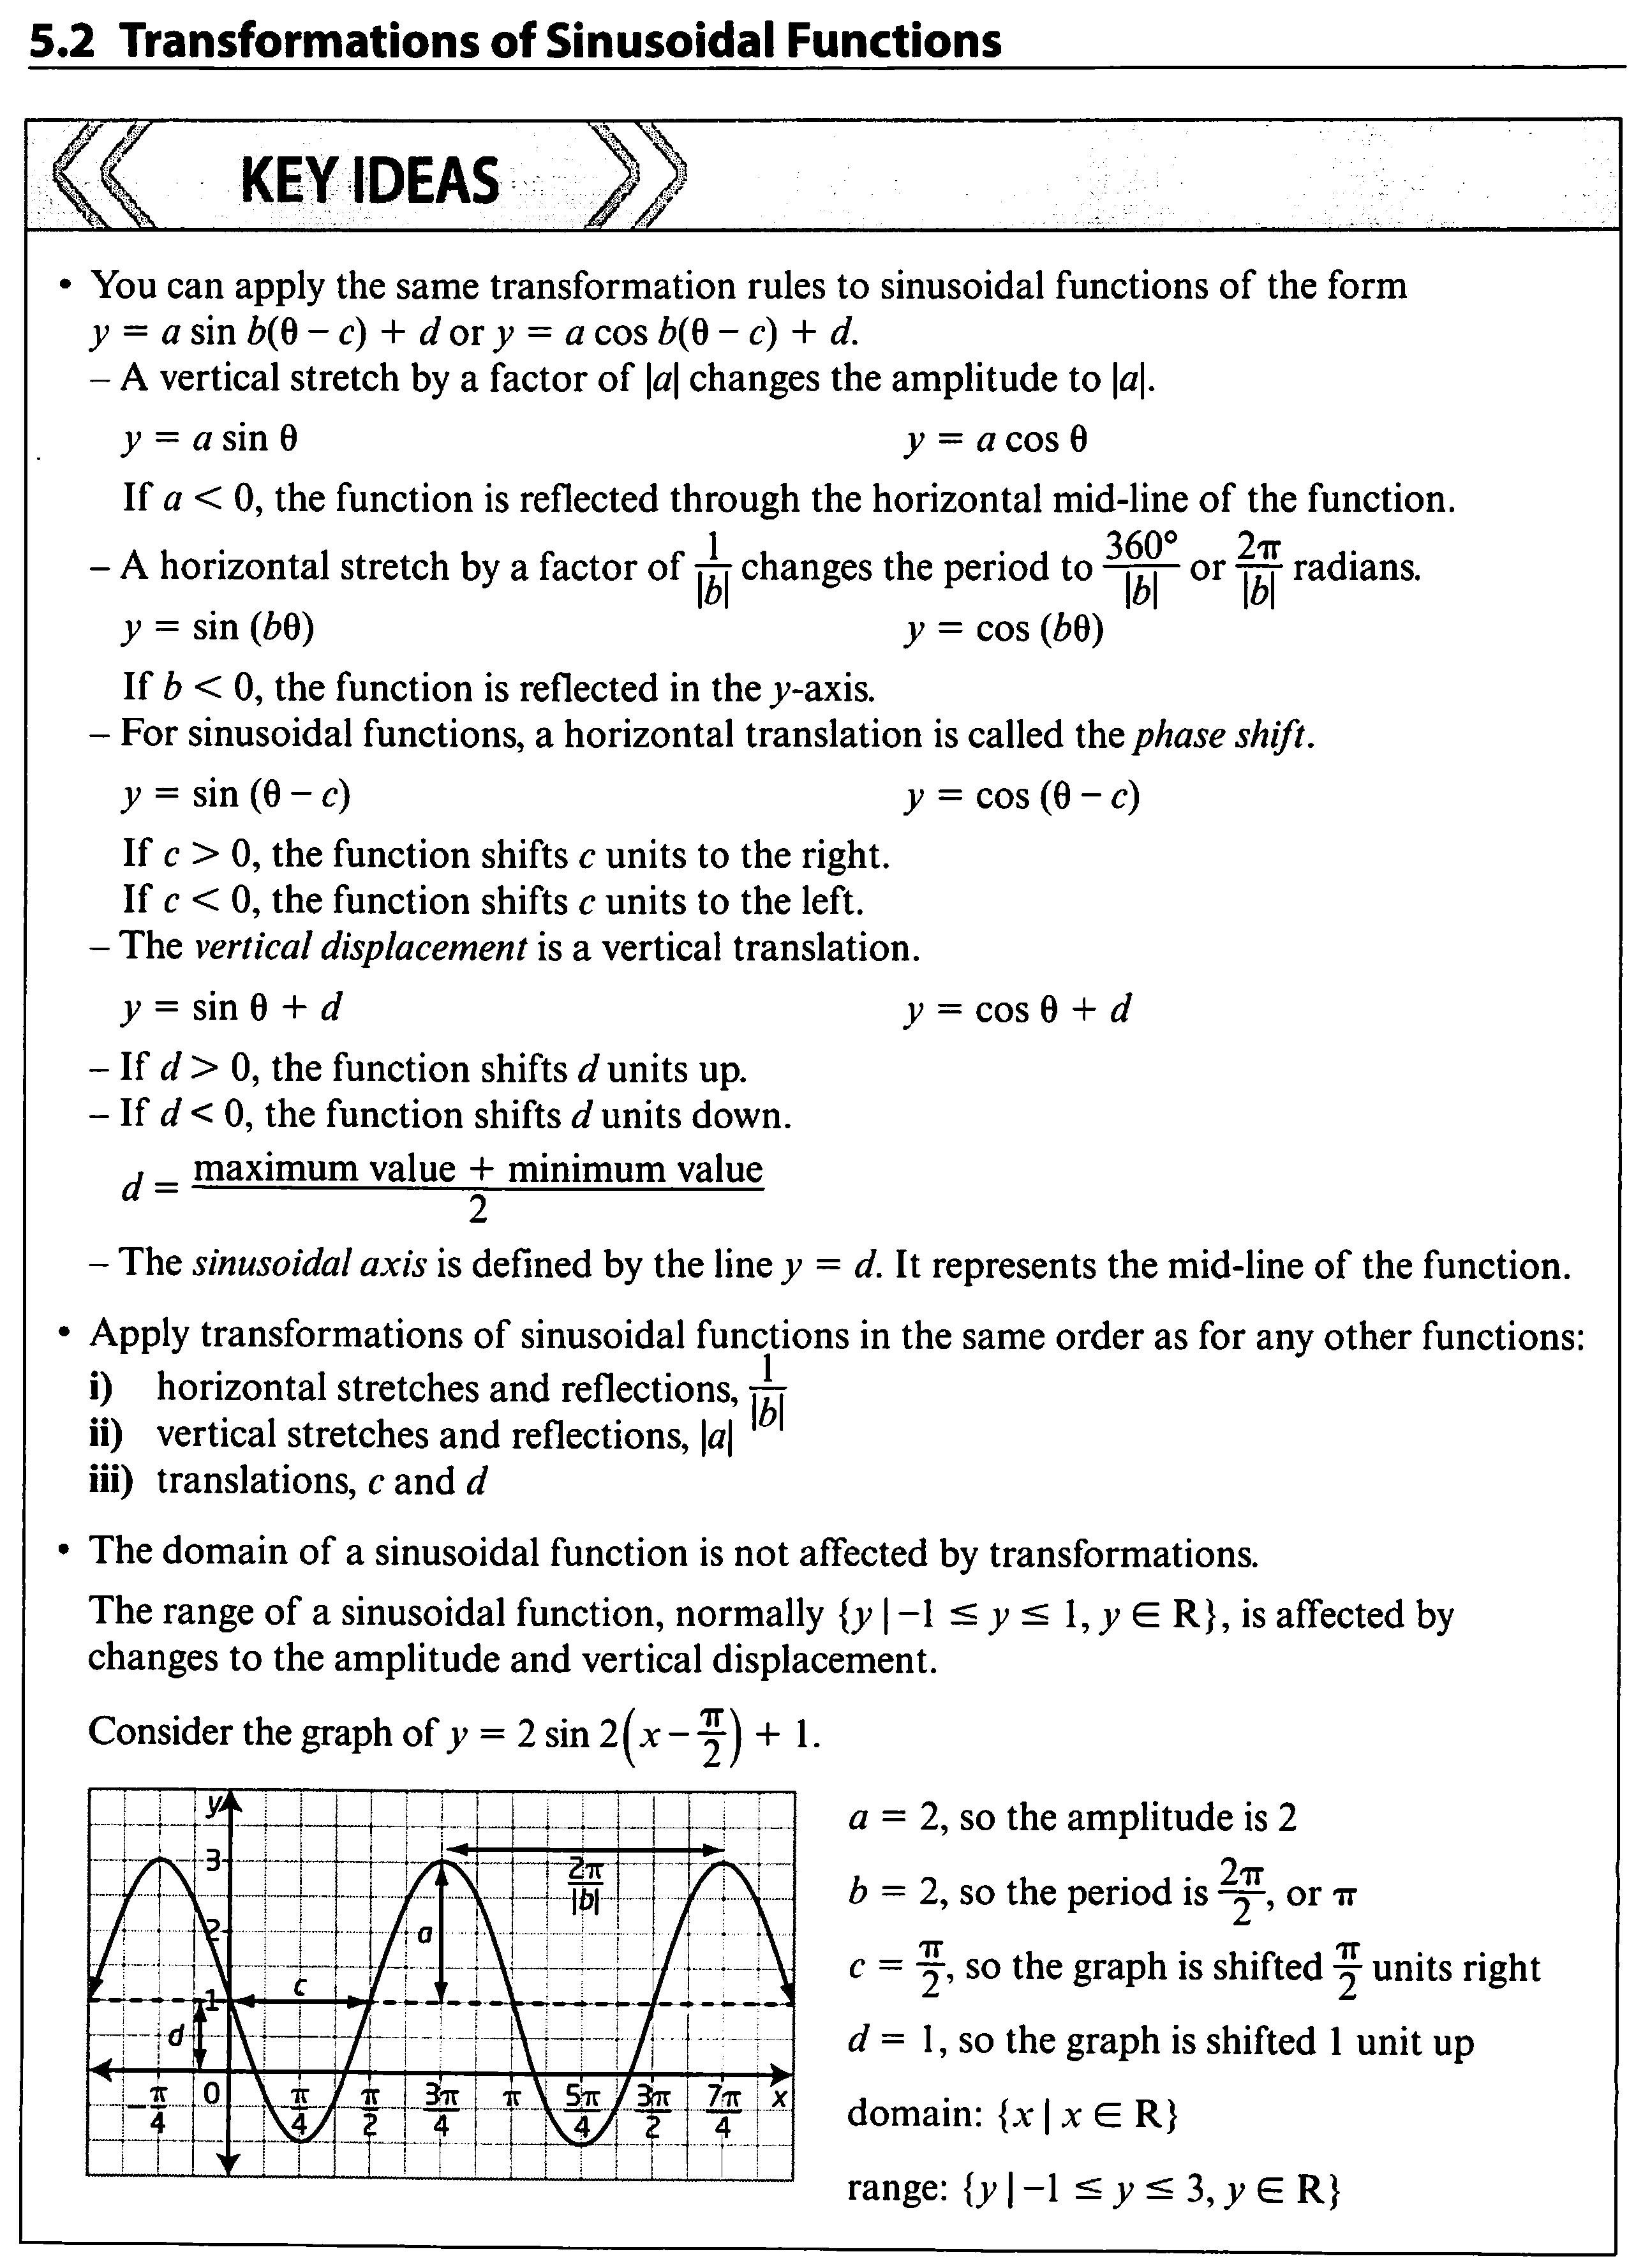 5.2 Transformations of Sinusoidal Functions
KEY IDEAS
• You can apply the same transformation rules to sinusoidal functions of the form
y = a sin b(θ − c) + d or y = a cos b(θ − c) + d.
– A vertical stretch by a factor of |a| changes the amplitude to |a|.
y = a sin θ y = a cos θ
If a < 0, the function is reflected through the horizontal mid-line of the function.
– A horizontal stretch by a factor of 1/|b| changes the period to 360°/|b| or 2π/|b| radians.
y = sin (bθ) y = cos (bθ)
If b < 0, the function is reflected in the y-axis.
– For sinusoidal functions, a horizontal translation is called the phase shift.
y = sin (θ − c) y = cos (θ − c)
If c > 0, the function shifts c units to the right.
If c < 0, the function shifts c units to the left.
– The vertical displacement is a vertical translation.
y = sin θ + d y = cos θ + d
– If d > 0, the function shifts d units up.
– If d < 0, the function shifts d units down.
d = maximum value + minimum value / 2
– The sinusoidal axis is defined by the line y = d. It represents the mid-line of the function.
• Apply transformations of sinusoidal functions in the same order as for any other functions:
i) horizontal stretches and reflections, 1/|b|
ii) vertical stretches and reflections, |a|
iii) translations, c and d
• The domain of a sinusoidal function is not affected by transformations.
The range of a sinusoidal function, normally {y | −1 ≤ y ≤ 1, y ∈ R}, is affected by
changes to the amplitude and vertical displacement.
Consider the graph of y = 2 sin 2(x − π/2) + 1.
y
3
2π/|b|
2
a
c
1
d
−π/4 0 π/4 π/2 3π/4 π 5π/4 3π/2 7π/4 x
a = 2, so the amplitude is 2
b = 2, so the period is 2π/2, or π
c = π/2, so the graph is shifted π/2 units right
d = 1, so the graph is shifted 1 unit up
domain: {x | x ∈ R}
range: {y | −1 ≤ y ≤ 3, y ∈ R}